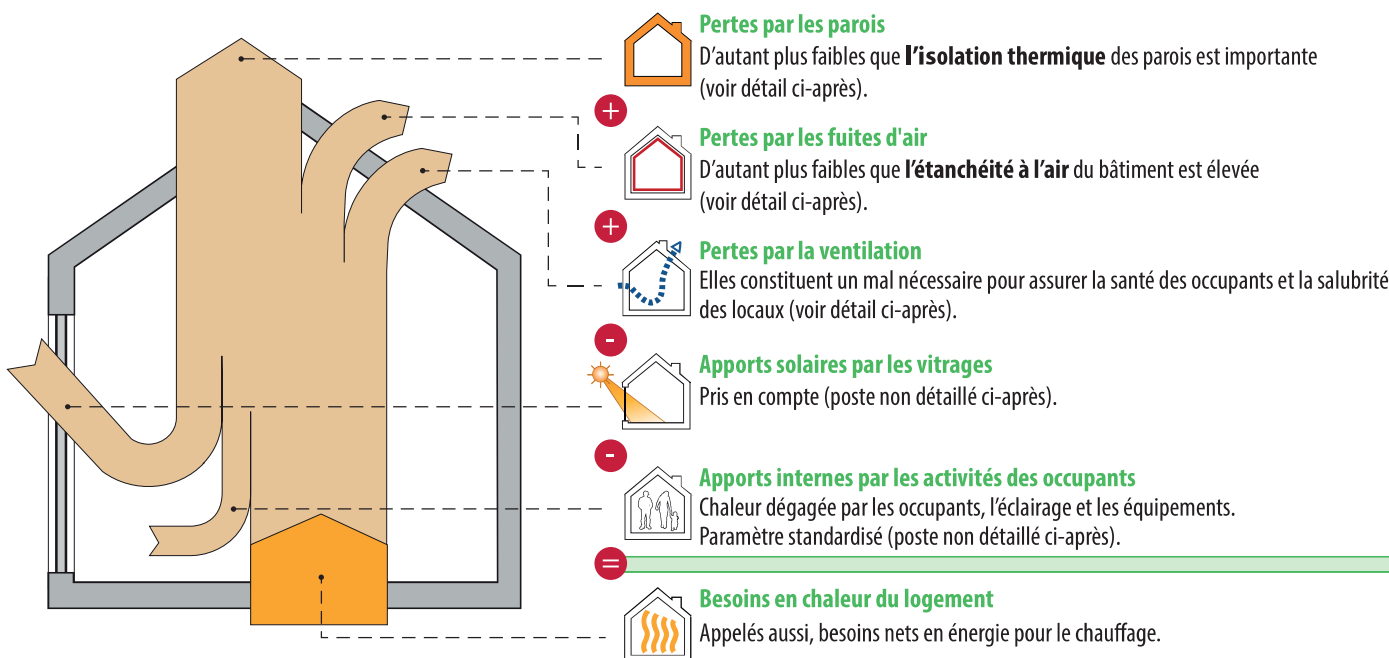 Pertes par les parois
D'autant plus faibles que l'isolation thermique des parois est importante
(voir détail ci-après).
+
Pertes par les fuites d'air
D'autant plus faibles que l'étanchéité à l'air du bâtiment est élevée
(voir détail ci-après).
+
Pertes par la ventilation
Elles constituent un mal nécessaire pour assurer la santé des occupants et la salubrité
des locaux (voir détail ci-après).
-
Apports solaires par les vitrages
Pris en compte (poste non détaillé ci-après).
-
Apports internes par les activités des occupants
Chaleur dégagée par les occupants, l'éclairage et les équipements.
Paramètre standardisé (poste non détaillé ci-après).
=
Besoins en chaleur du logement
Appelés aussi, besoins nets en énergie pour le chauffage.